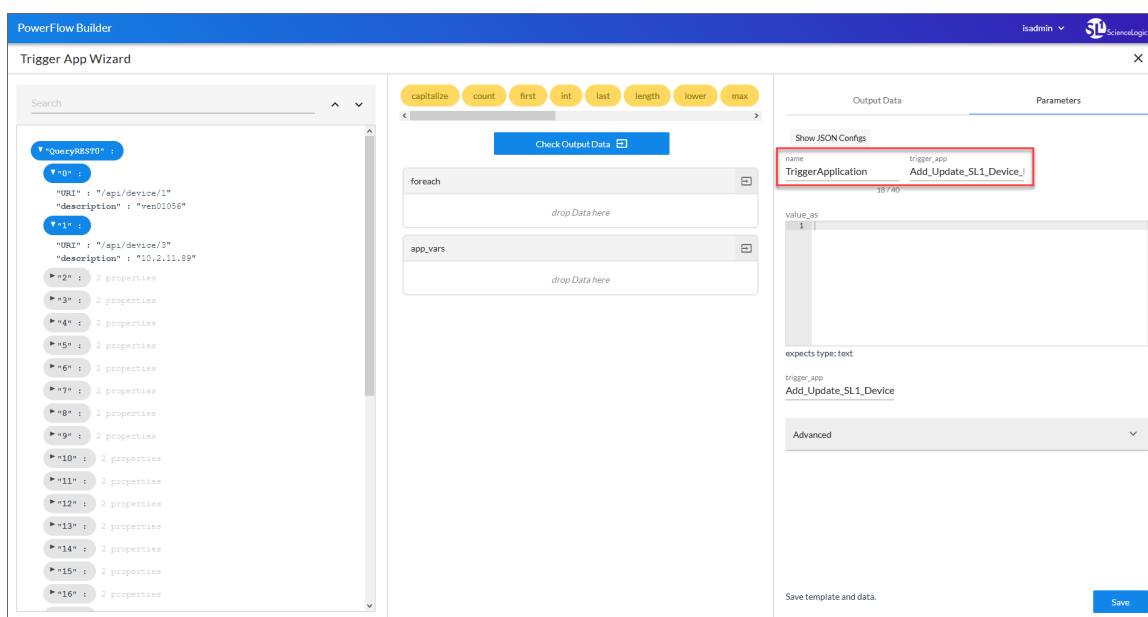 PowerFlow Builder
isadmin
SL1 ScienceLogic
Trigger App Wizard
Search
"QueryREST0" :
"0" :
"URI" : "/api/device/1"
"description" : "ven01056"
"1" :
"URI" : "/api/device/3"
"description" : "10.2.11.89"
"2" : 2 properties
"3" : 2 properties
"4" : 2 properties
"5" : 2 properties
"6" : 2 properties
"7" : 2 properties
"8" : 2 properties
"9" : 2 properties
"10" : 2 properties
"11" : 2 properties
"12" : 2 properties
"13" : 2 properties
"14" : 2 properties
"15" : 2 properties
"16" : 2 properties
capitalize count first int last length lower max
Check Output Data
foreach
drop Data here
app_vars
drop Data here
Output Data Parameters
Show JSON Configs
name trigger_app
TriggerApplication Add_Update_SL1_Device_
18 / 40
value_as
1
expects type: text
trigger_app
Add_Update_SL1_Device
Advanced
Save template and data.
Save